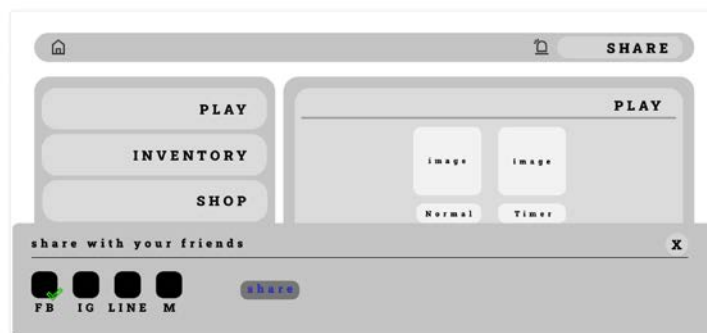 SHARE
PLAY
PLAY
INVENTORY
SHOP
image image
Normal Timer
share with your friends X
FB IG LINE M
share